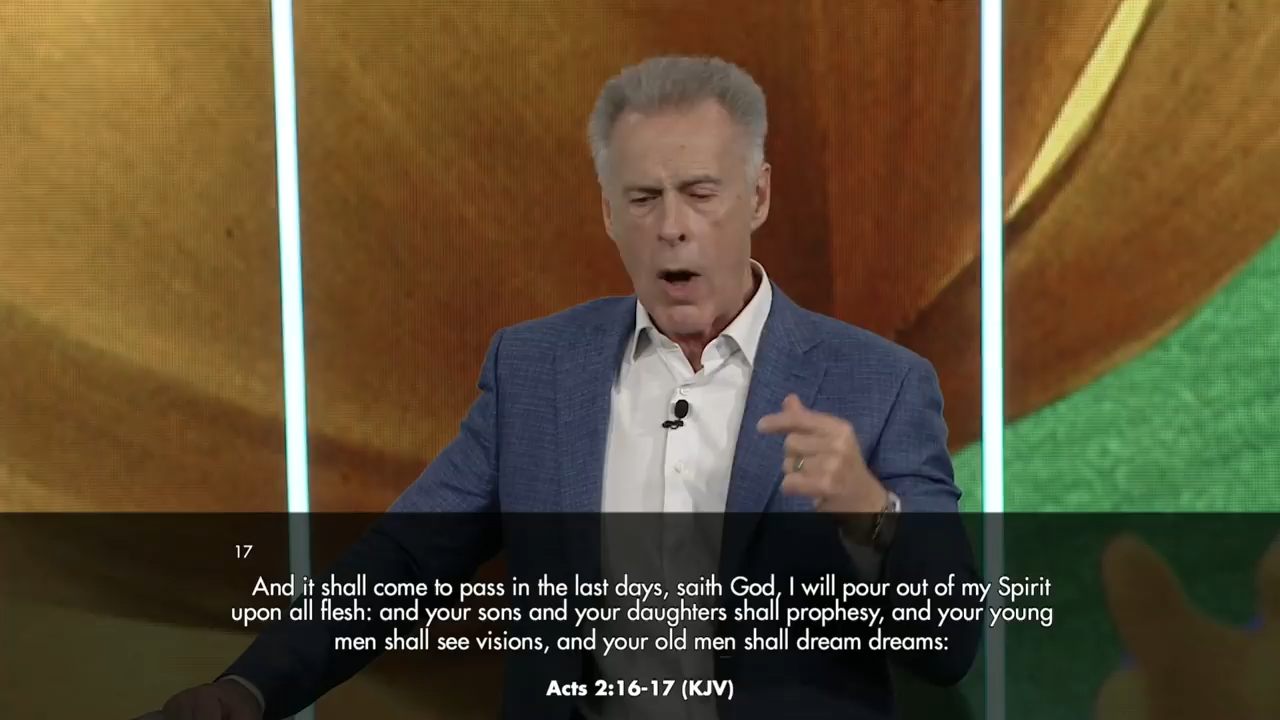 17
And it shall come to pass in the last days, saith God, I will pour out of my Spirit
upon all flesh: and your sons and your daughters shall prophesy, and your young
men shall see visions, and your old men shall dream dreams:
Acts 2:16-17 (KJV)